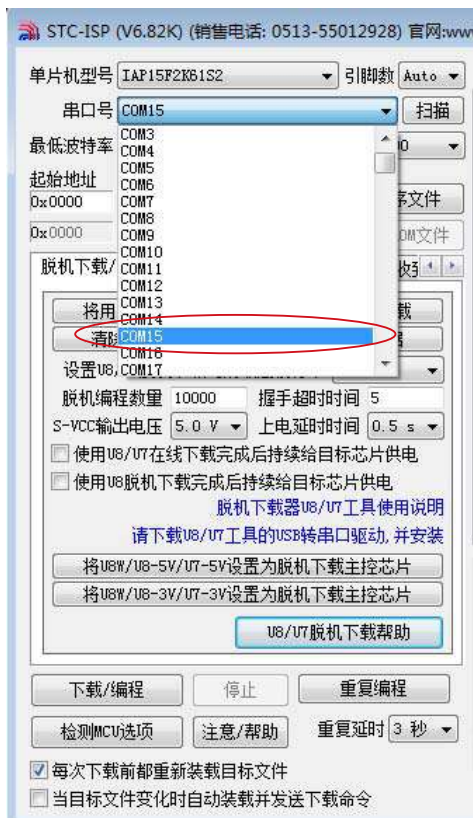 STC-ISP (V6.82K) (销售电话: 0513-55012928) 官网:www
单片机型号 IAP15F2K61S2 引脚数 Auto
串口号 COM15 扫描
最低波特率
COM3
COM4
COM5
COM6
COM7
COM8
COM9
COM10
COM11
COM12
COM13
COM14
COM15
COM16
COM17
起始地址
0x0000 序文件
0x0000 OM文件
脱机下载/ 收
将用 载
清除
设置U8,
脱机编程数量 10000 握手超时时间 5
S-VCC输出电压 5.0 V 上电延时时间 0.5 s
使用U8/U7在线下载完成后持续给目标芯片供电
使用U8脱机下载完成后持续给目标芯片供电
脱机下载器U8/U7工具使用说明
请下载U8/U7工具的USB转串口驱动,并安装
将U8W/U8-5V/U7-5V设置为脱机下载主控芯片
将U8W/U8-3V/U7-3V设置为脱机下载主控芯片
U8/U7脱机下载帮助
下载/编程 停止 重复编程
检测MCU选项 注意/帮助 重复延时 3 秒
每次下载前都重新装载目标文件
当目标文件变化时自动装载并发送下载命令